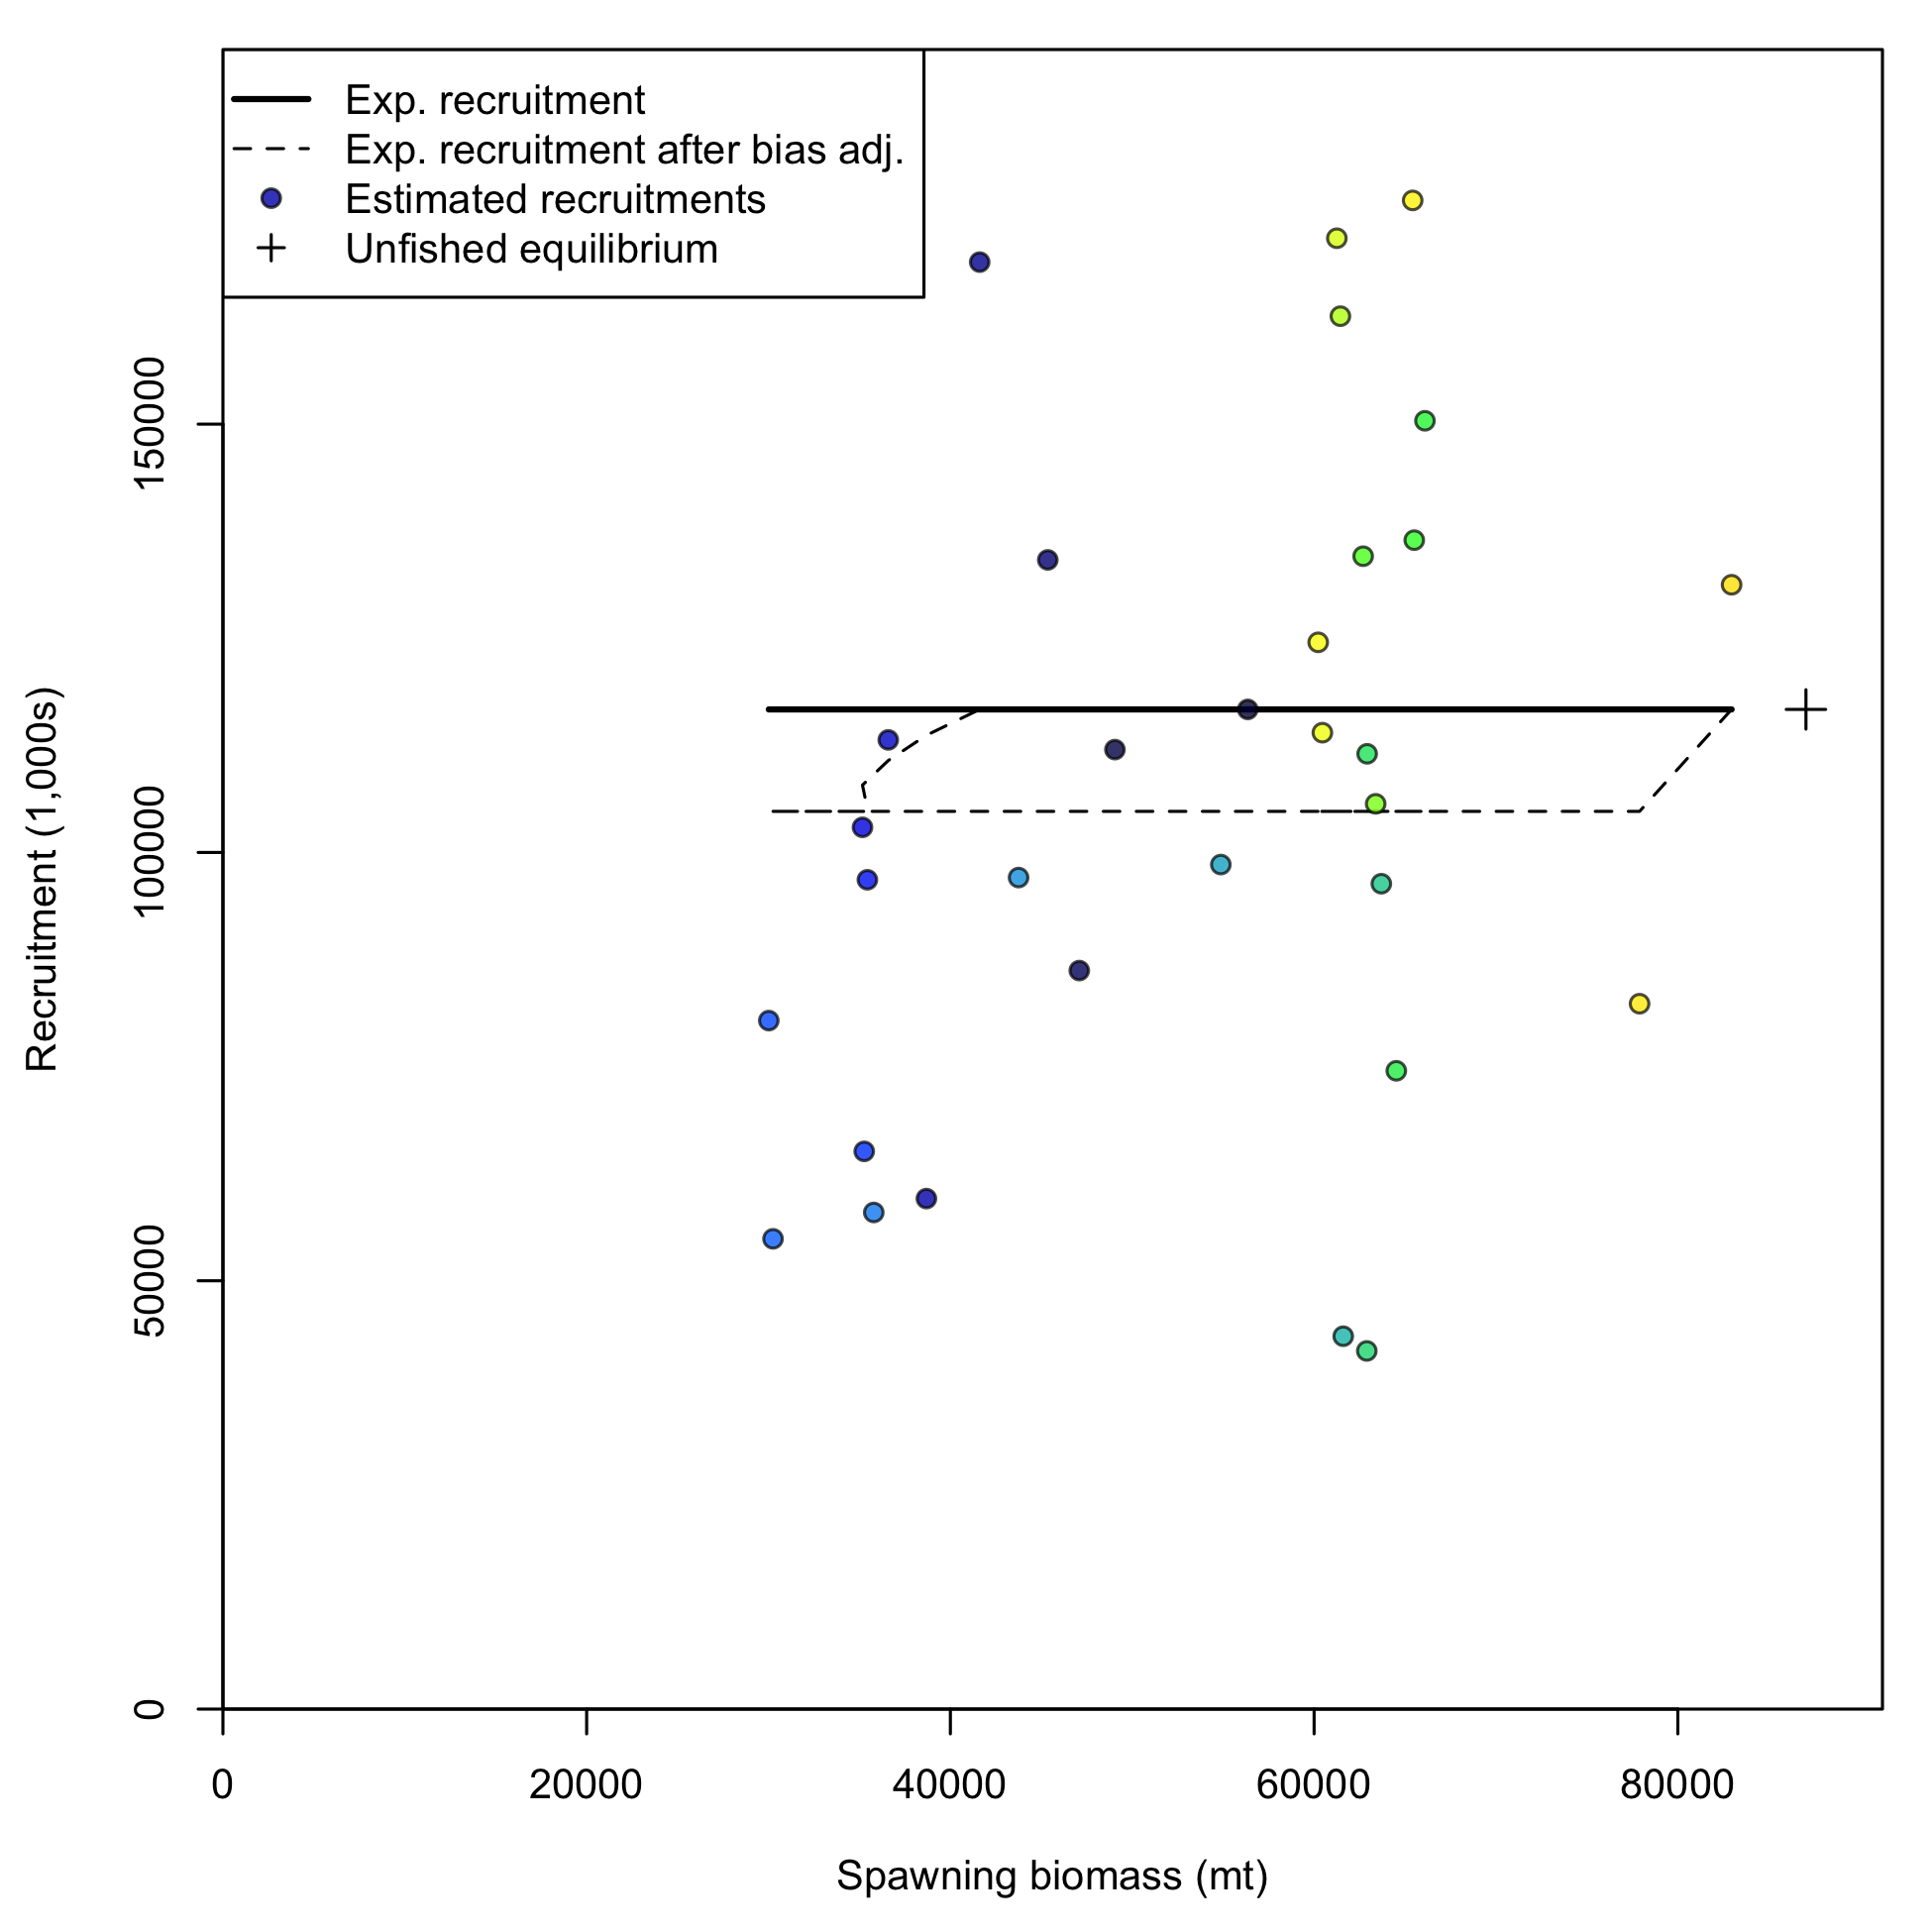 Exp. recruitment
Exp. recruitment after bias adj.
Estimated recruitments
Unfished equilibrium
Recruitment (1,000s)
150000
100000
50000
0
0 20000 40000 60000 80000
Spawning biomass (mt)